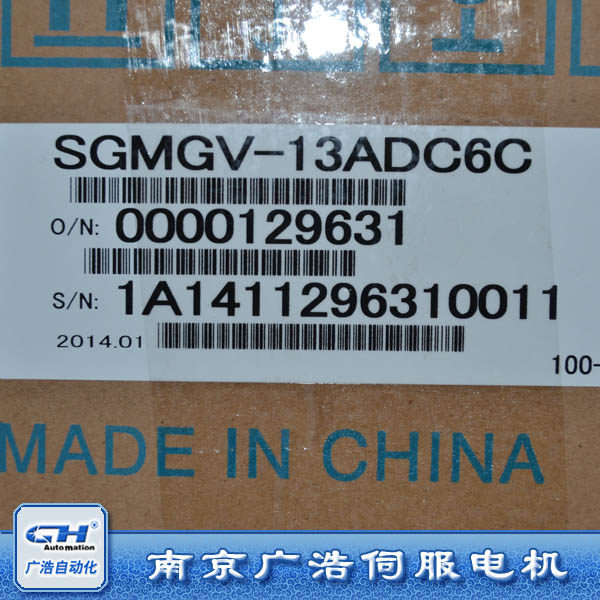 SGMGV-13ADC6C
O/N: 0000129631
S/N: 1A1411296310011
2014.01
100-
MADE IN CHINA
GH®
Automation
广浩自动化
南京广浩伺服电机